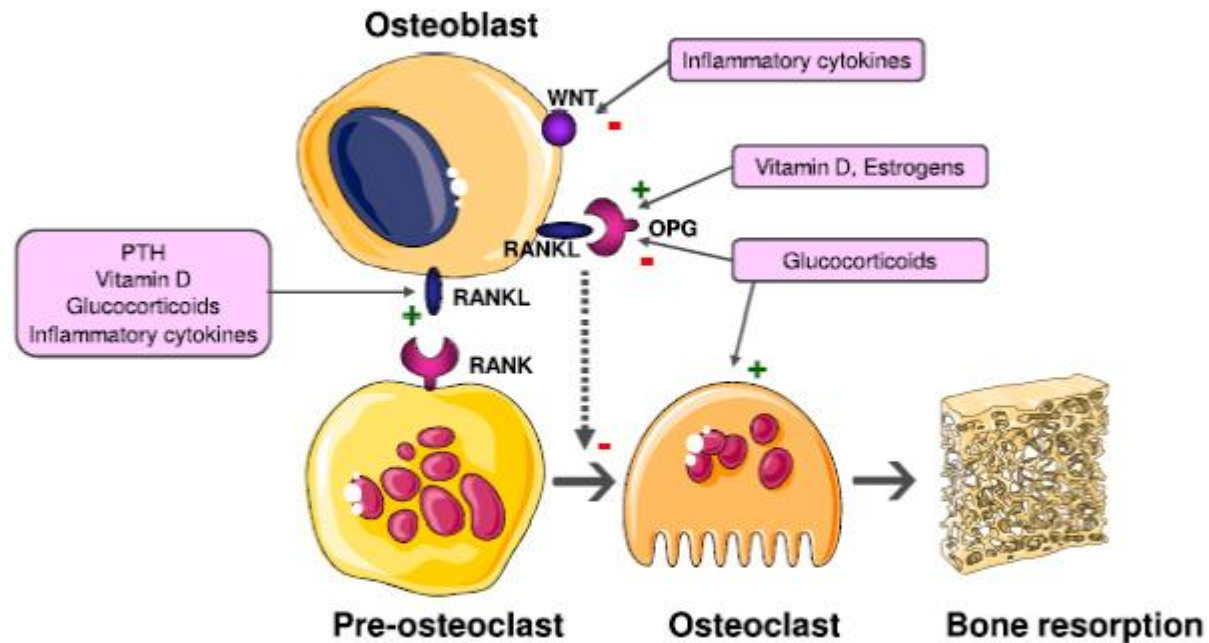 Osteoblast
Inflammatory cytokines
WNT
-
Vitamin D, Estrogens
+
OPG
RANKL
-
Glucocorticoids
PTH
Vitamin D
Glucocorticoids
Inflammatory cytokines
RANKL
+
RANK
+
-
Pre-osteoclast
Osteoclast
Bone resorption